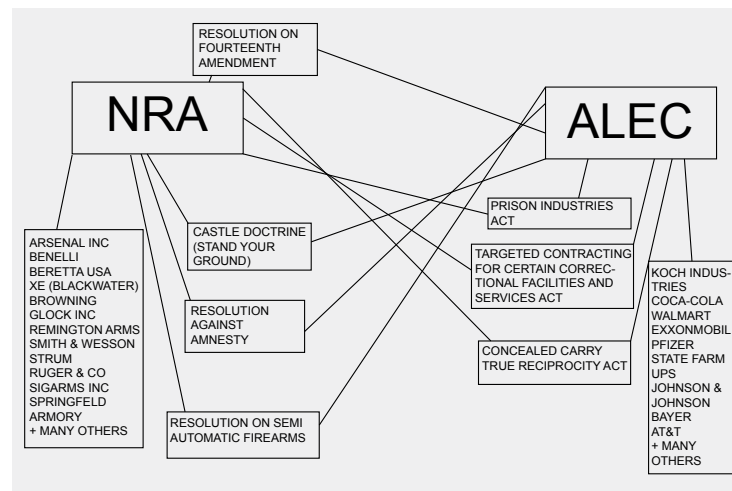 RESOLUTION ON
FOURTEENTH
AMENDMENT
NRA
ALEC
PRISON INDUSTRIES
ACT
CASTLE DOCTRINE
(STAND YOUR
GROUND)
ARSENAL INC
BENELLI
BERETTA USA
XE (BLACKWATER)
BROWNING
GLOCK INC
REMINGTON ARMS
SMITH & WESSON
STRUM
RUGER & CO
SIGARMS INC
SPRINGFELD
ARMORY
+ MANY OTHERS
TARGETED CONTRACTING
FOR CERTAIN CORREC-
TIONAL FACILITIES AND
SERVICES ACT
KOCH INDUS-
TRIES
COCA-COLA
WALMART
EXXONMOBIL
PFIZER
STATE FARM
UPS
JOHNSON &
JOHNSON
BAYER
AT&T
+ MANY
OTHERS
RESOLUTION
AGAINST
AMNESTY
CONCEALED CARRY
TRUE RECIPROCITY ACT
RESOLUTION ON SEMI
AUTOMATIC FIREARMS